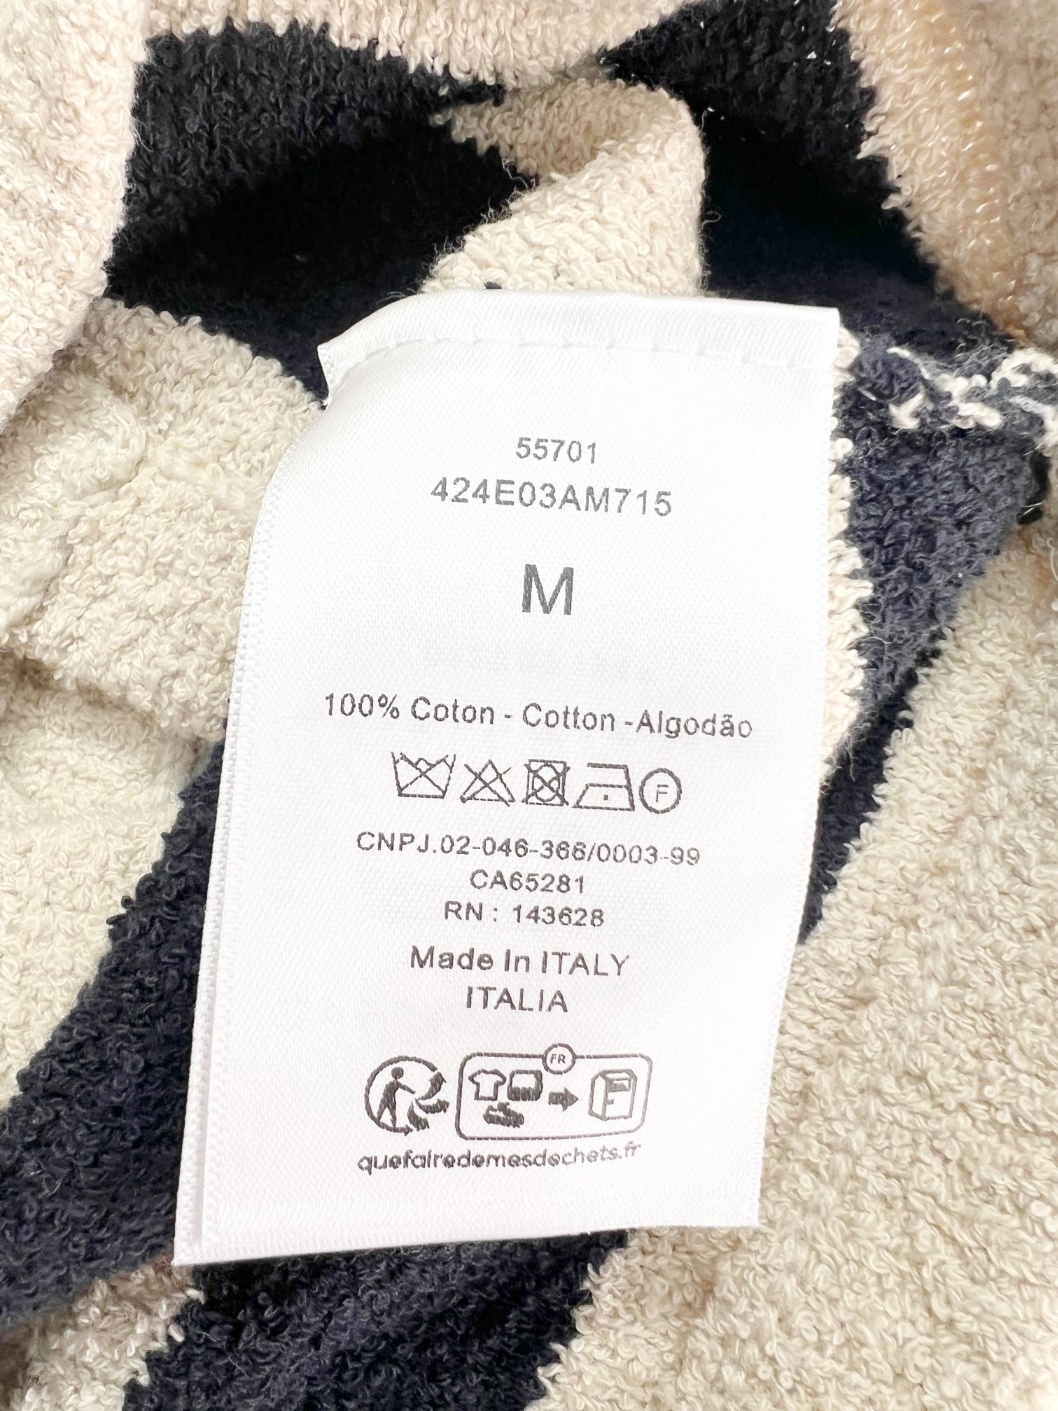 55701
424E03AM715
M
100% Coton - Cotton -Algodão
F
CNPJ.02-046-366/0003-99
CA65281
RN : 143628
Made In ITALY
ITALIA
FR
quefairedemesdechets.fr